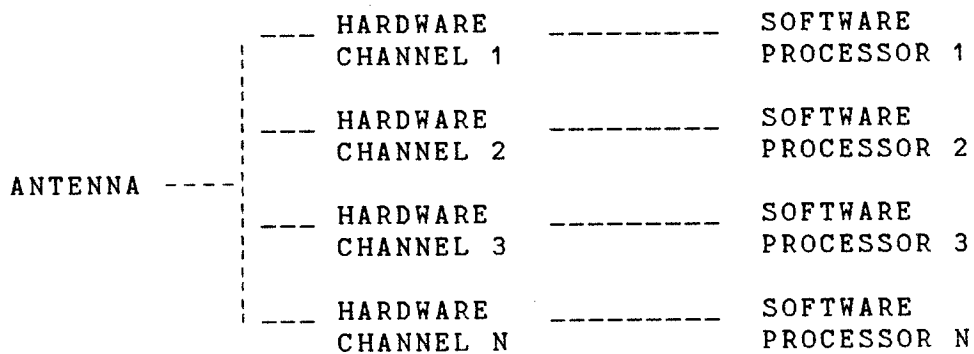 HARDWARE SOFTWARE
CHANNEL 1 PROCESSOR 1
HARDWARE SOFTWARE
CHANNEL 2 PROCESSOR 2
ANTENNA
HARDWARE SOFTWARE
CHANNEL 3 PROCESSOR 3
HARDWARE SOFTWARE
CHANNEL N PROCESSOR N